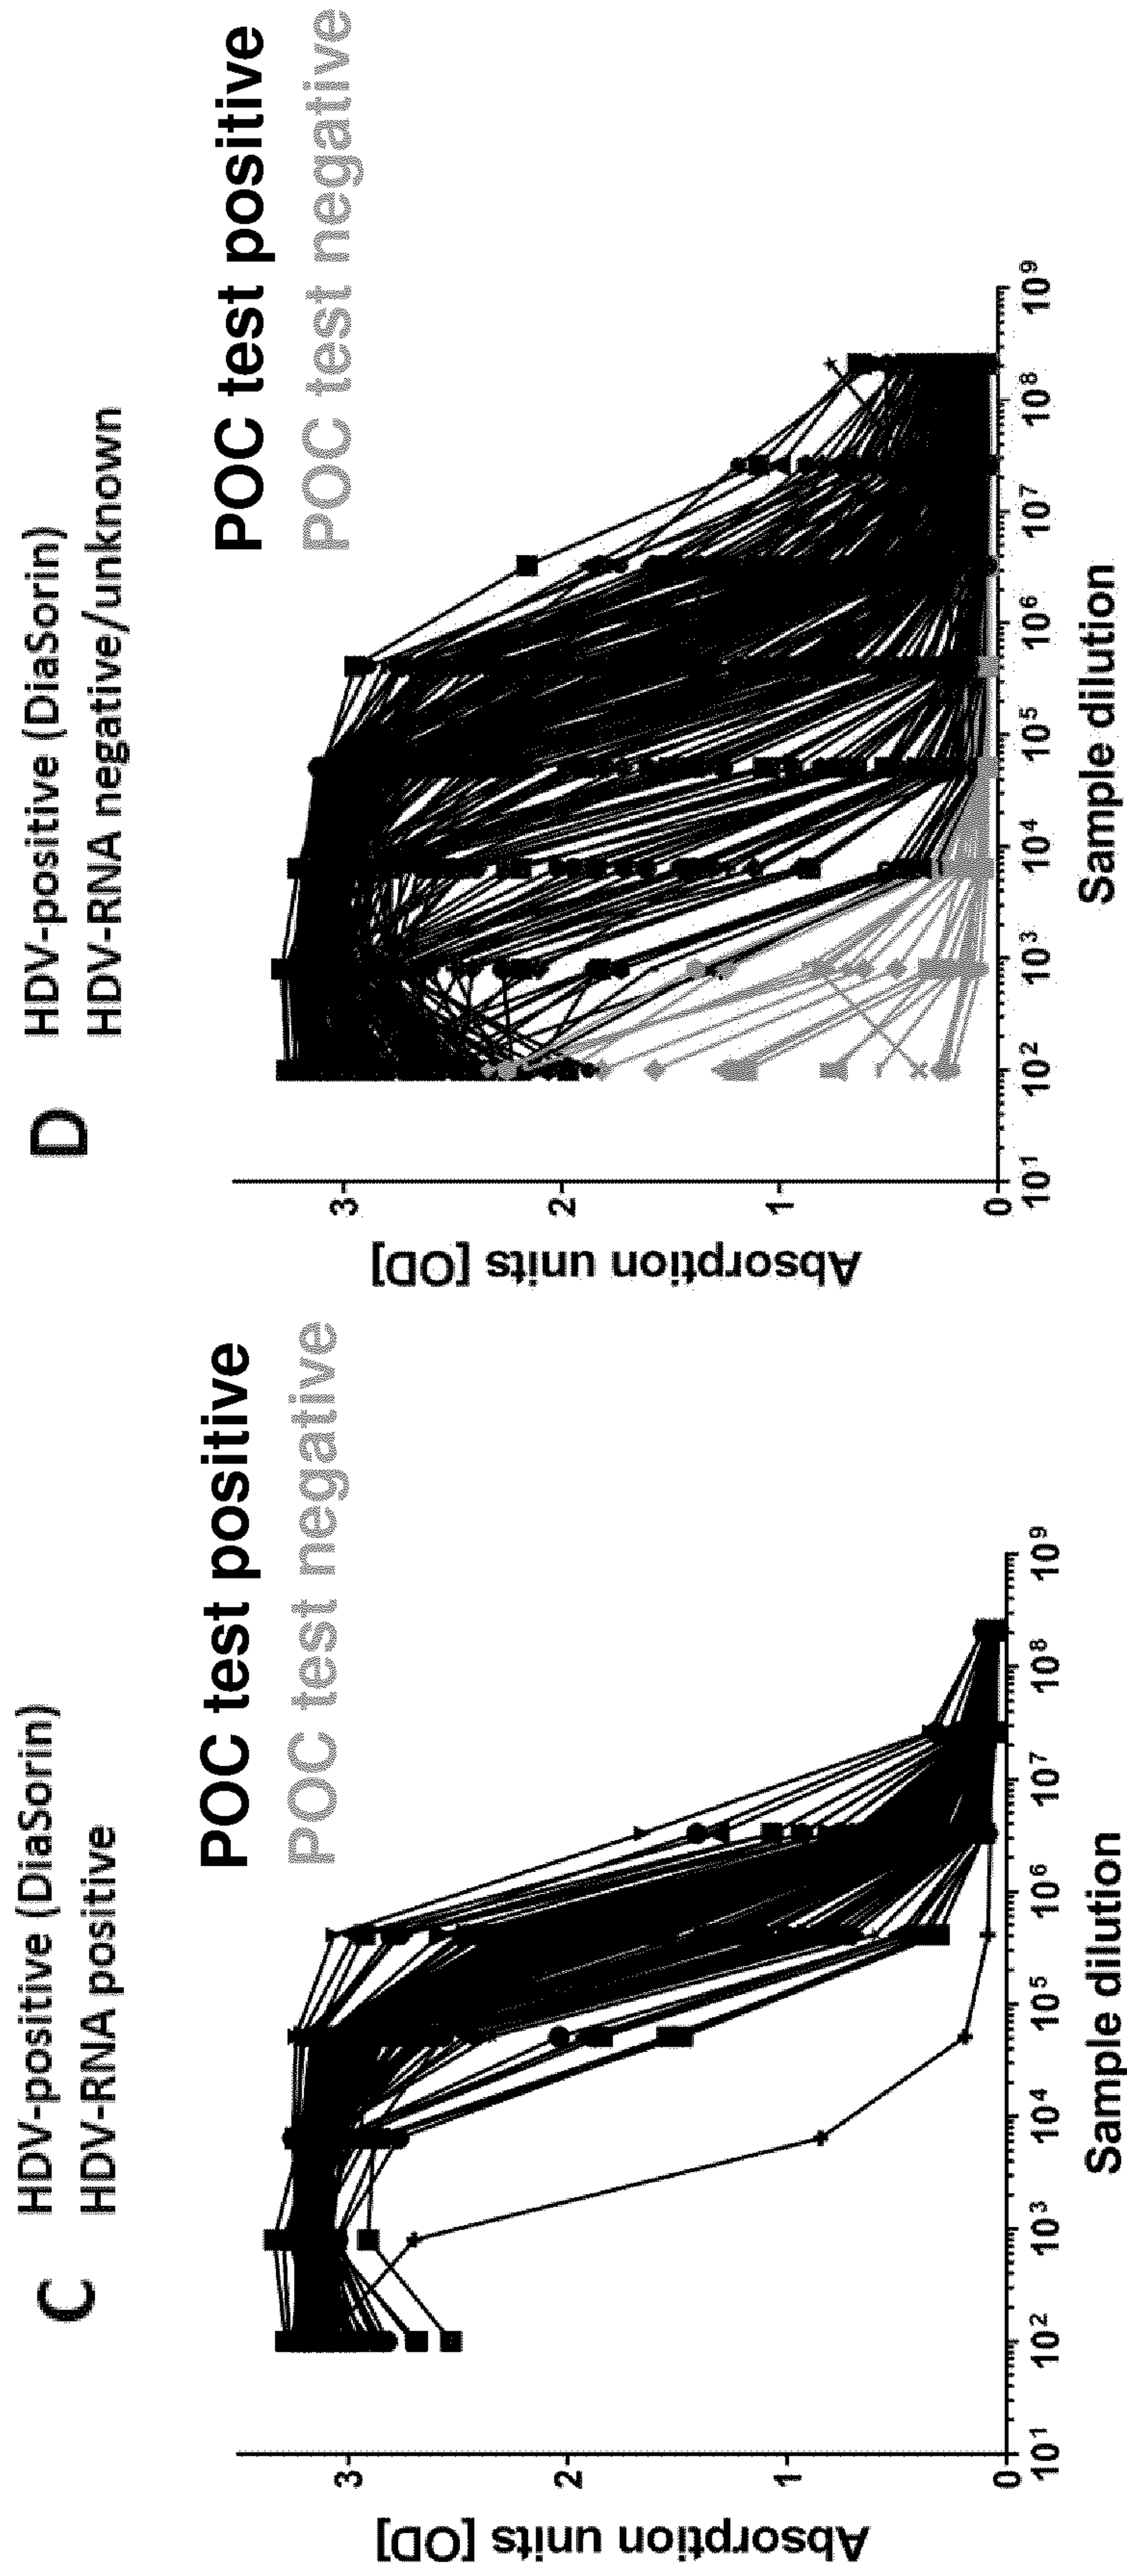 C
HDV-positive (DiaSorin)
HDV-RNA positive
POC test positive
POC test negative
Absorption units [OD]
3
2
1
0
10¹ 10² 10³ 10⁴ 10⁵ 10⁶ 10⁷ 10⁸ 10⁹
Sample dilution
D
HDV-positive (DiaSorin)
HDV-RNA negative/unknown
POC test positive
POC test negative
Absorption units [OD]
3
2
1
0
10¹ 10² 10³ 10⁴ 10⁵ 10⁶ 10⁷ 10⁸ 10⁹
Sample dilution